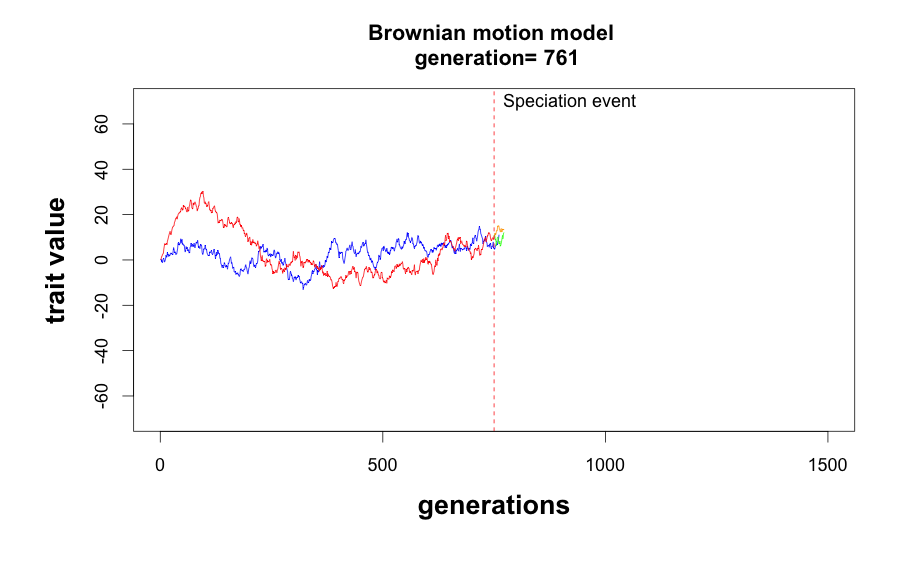 Brownian motion model
generation= 761
Speciation event
trait value
60
40
20
0
-20
-40
-60
0 500 1000 1500
generations